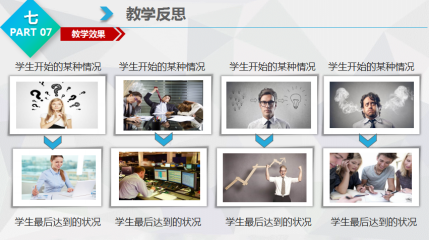 七
PART 07
教学反思
教学效果
学生开始的某种情况
学生开始的某种情况
学生开始的某种情况
学生开始的某种情况
学生最后达到的状况
学生最后达到的状况
学生最后达到的状况
学生最后达到的状况